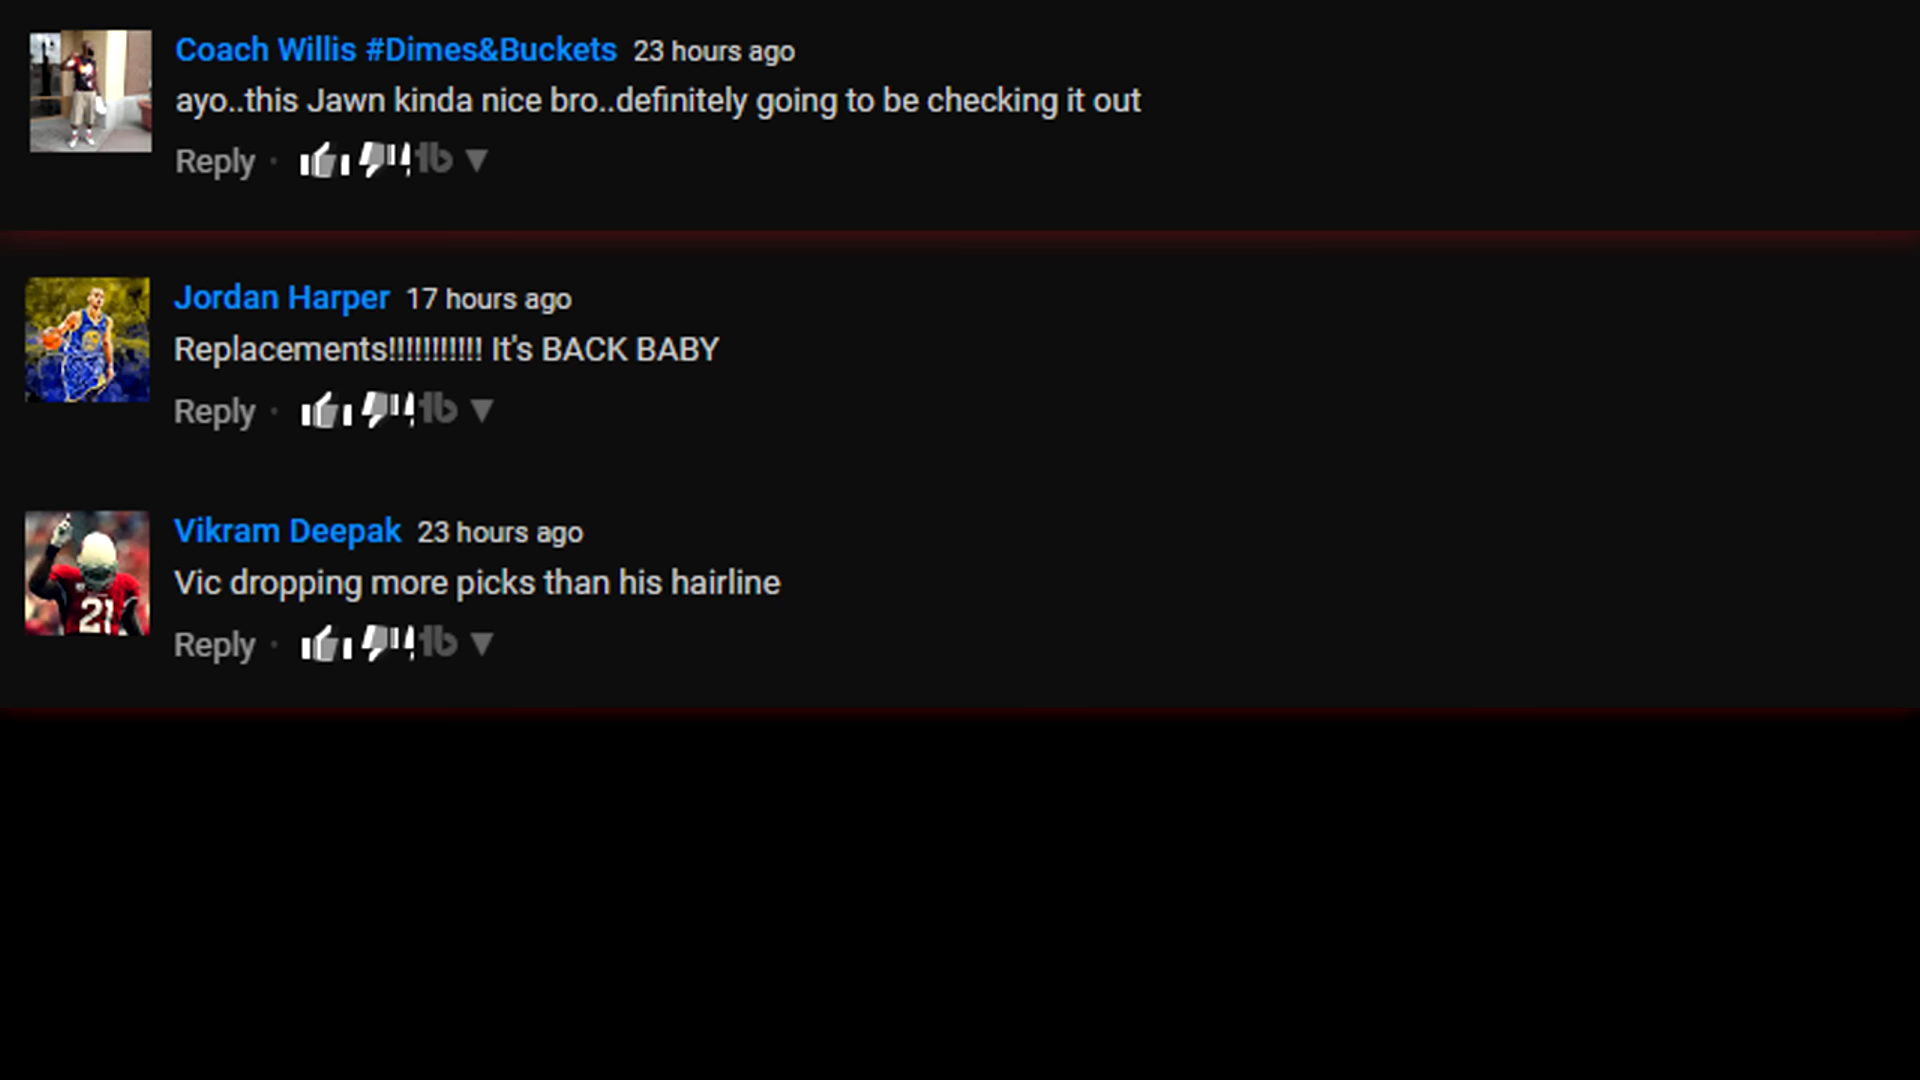 Coach Willis #Dimes&Buckets 23 hours ago
ayo..this Jawn kinda nice bro..definitely going to be checking it out
Reply ·
Jordan Harper 17 hours ago
Replacements!!!!!!!!!!! It's BACK BABY
Reply ·
21
Vikram Deepak 23 hours ago
Vic dropping more picks than his hairline
Reply ·